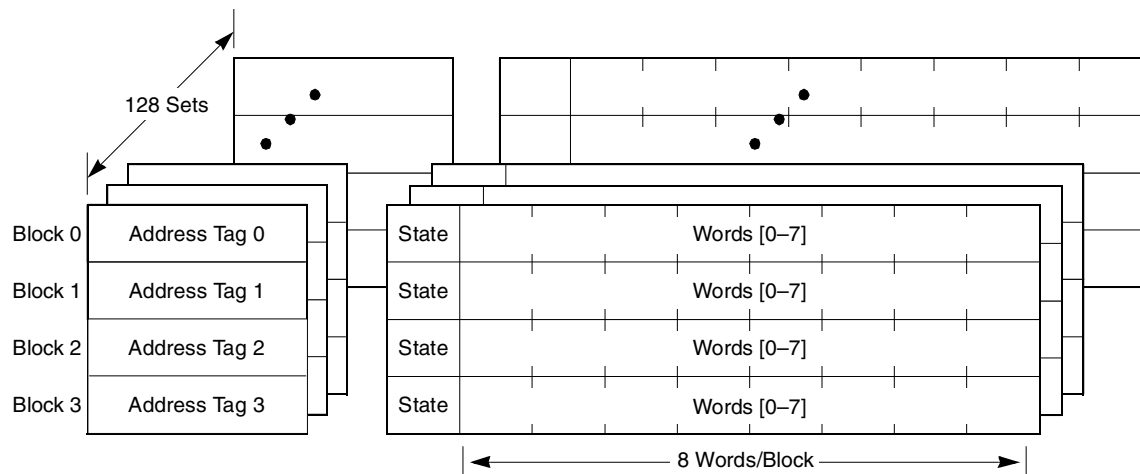 128 Sets
Block 0 Address Tag 0 State Words [0–7]
Block 1 Address Tag 1 State Words [0–7]
Block 2 Address Tag 2 State Words [0–7]
Block 3 Address Tag 3 State Words [0–7]
8 Words/Block